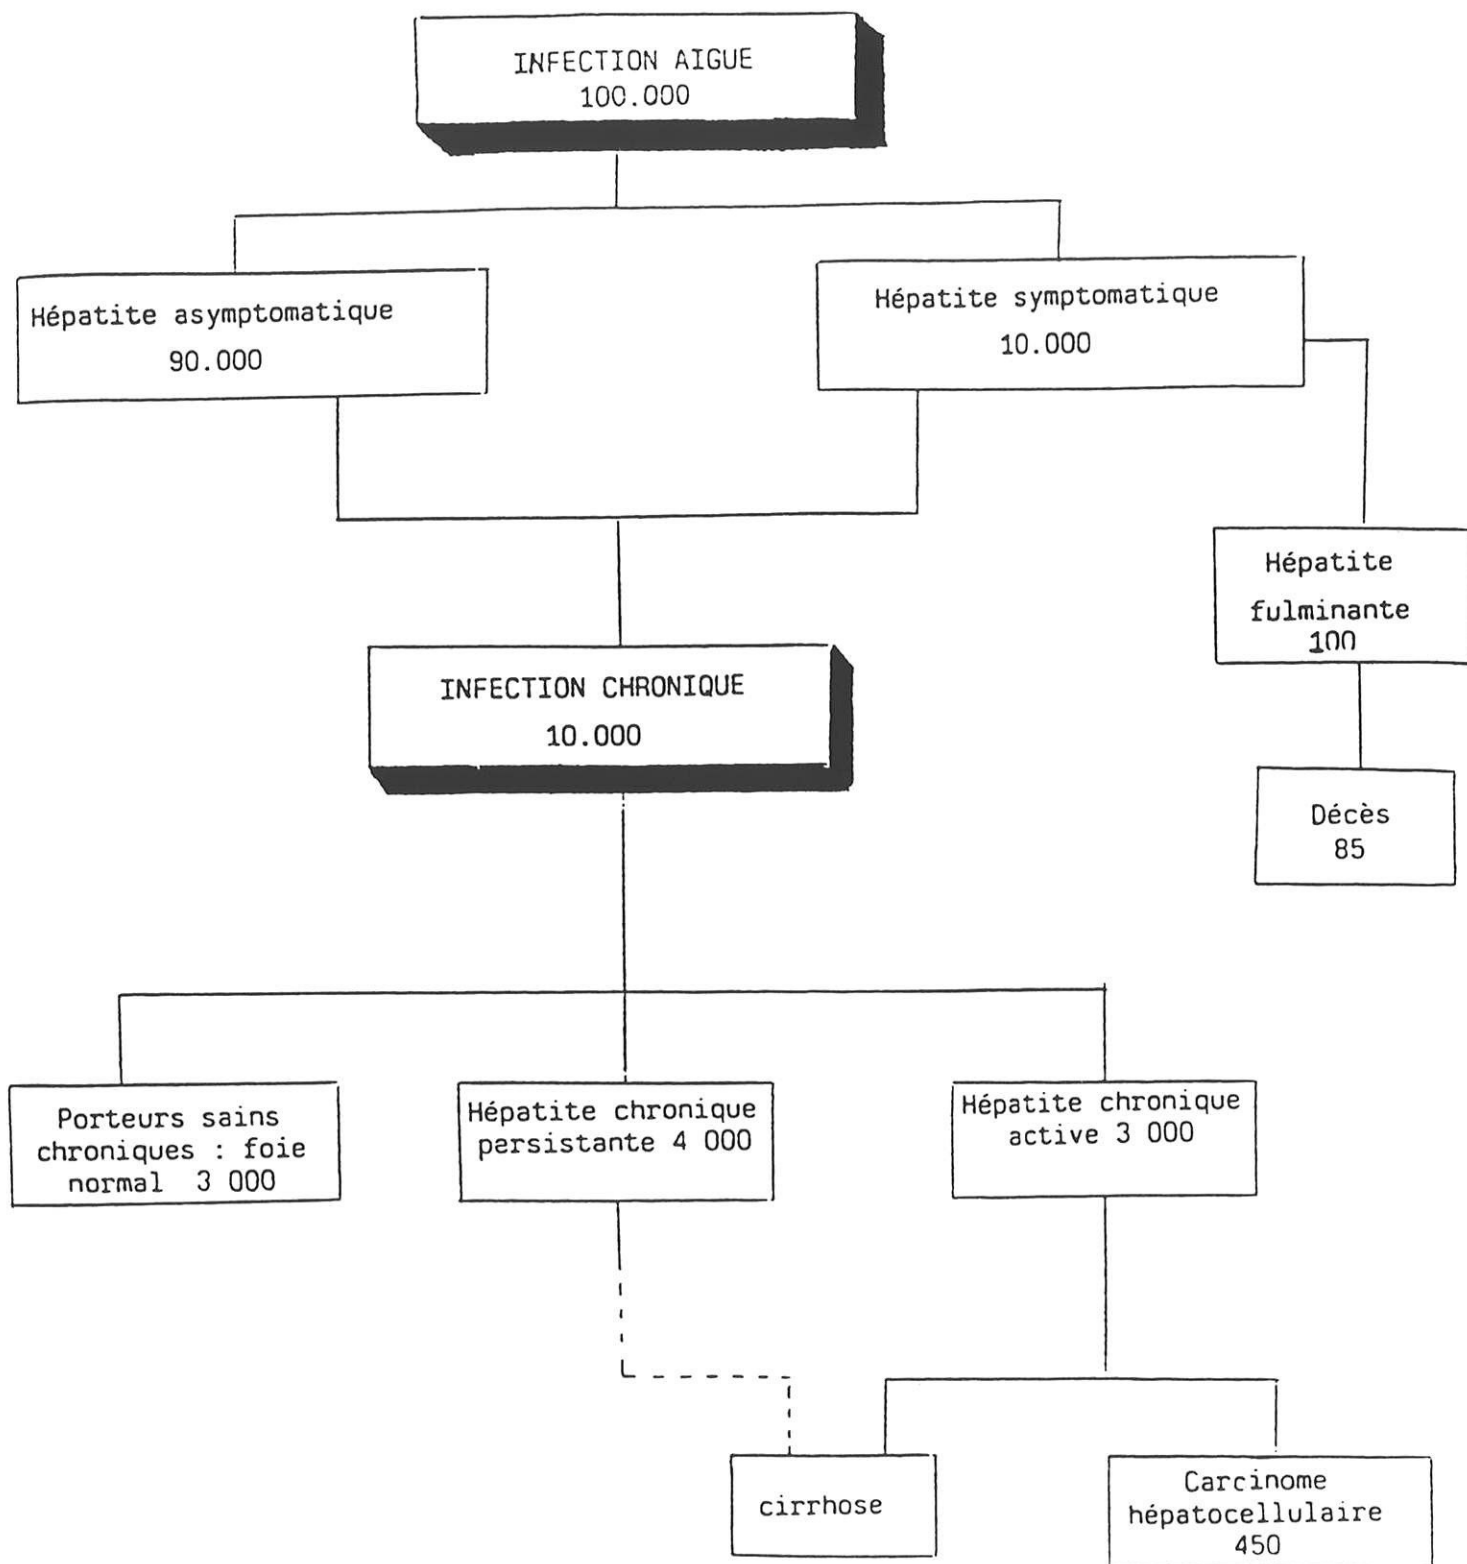 INFECTION AIGUE
100.000
Hépatite asymptomatique
90.000
Hépatite symptomatique
10.000
Hépatite
fulminante
100
INFECTION CHRONIQUE
10.000
Décès
85
Porteurs sains
chroniques : foie
normal 3 000
Hépatite chronique
persistante 4 000
Hépatite chronique
active 3 000
cirrhose
Carcinome
hépatocellulaire
450